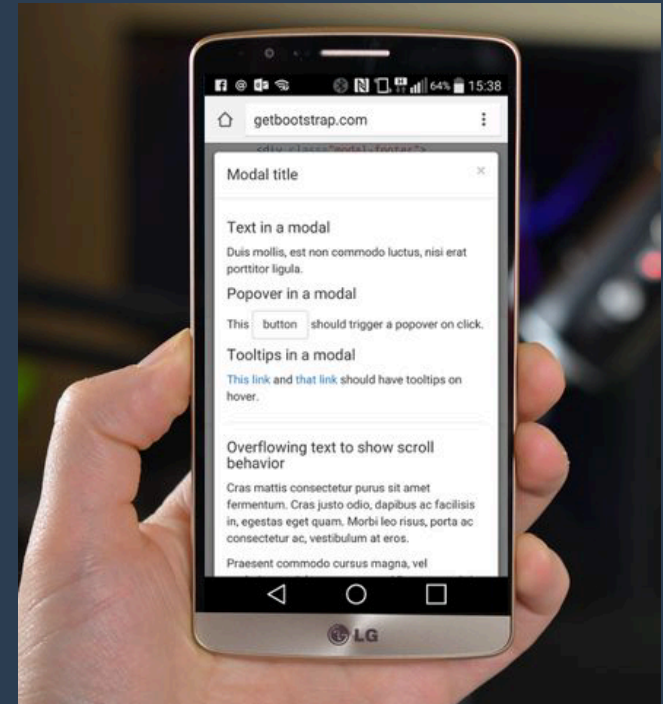 64% 15:38
getbootstrap.com
<div class="modal-footer">
Modal title ×
Text in a modal
Duis mollis, est non commodo luctus, nisi erat
porttitor ligula.
Popover in a modal
This button should trigger a popover on click.
Tooltips in a modal
This link and that link should have tooltips on
hover.
Overflowing text to show scroll
behavior
Cras mattis consectetur purus sit amet
fermentum. Cras justo odio, dapibus ac facilisis
in, egestas eget quam. Morbi leo risus, porta ac
consectetur ac, vestibulum at eros.
Praesent commodo cursus magna, vel
LG